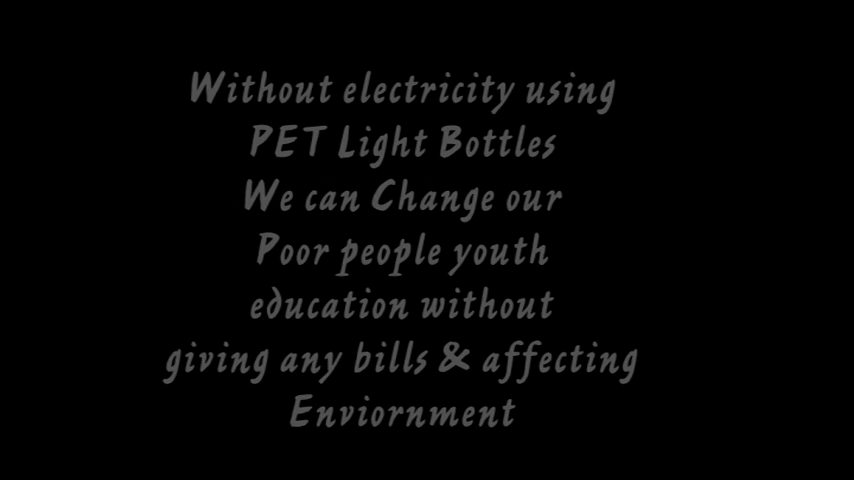 Without electricity using
PET Light Bottles
We can Change our
Poor people youth
education without
giving any bills & affecting
Enviornment